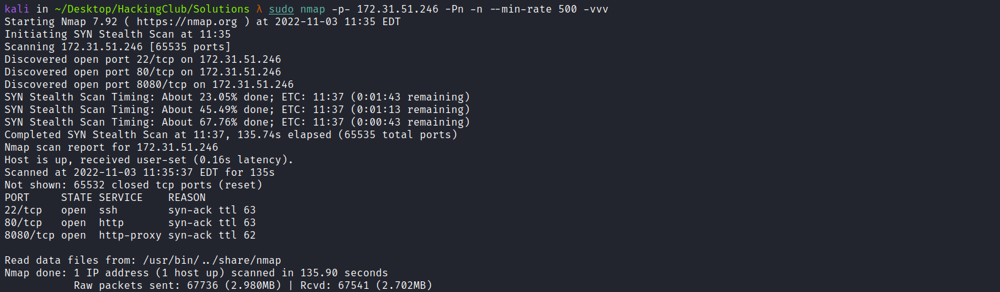 kali in ~/Desktop/HackingClub/Solutions λ sudo nmap -p- 172.31.51.246 -Pn -n --min-rate 500 -vvv
Starting Nmap 7.92 ( https://nmap.org ) at 2022-11-03 11:35 EDT
Initiating SYN Stealth Scan at 11:35
Scanning 172.31.51.246 [65535 ports]
Discovered open port 22/tcp on 172.31.51.246
Discovered open port 80/tcp on 172.31.51.246
Discovered open port 8080/tcp on 172.31.51.246
SYN Stealth Scan Timing: About 23.05% done; ETC: 11:37 (0:01:43 remaining)
SYN Stealth Scan Timing: About 45.49% done; ETC: 11:37 (0:01:13 remaining)
SYN Stealth Scan Timing: About 67.76% done; ETC: 11:37 (0:00:43 remaining)
Completed SYN Stealth Scan at 11:37, 135.74s elapsed (65535 total ports)
Nmap scan report for 172.31.51.246
Host is up, received user-set (0.16s latency).
Scanned at 2022-11-03 11:35:37 EDT for 135s
Not shown: 65532 closed tcp ports (reset)
PORT     STATE SERVICE    REASON
22/tcp   open  ssh        syn-ack ttl 63
80/tcp   open  http       syn-ack ttl 63
8080/tcp open  http-proxy syn-ack ttl 62
Read data files from: /usr/bin/../share/nmap
Nmap done: 1 IP address (1 host up) scanned in 135.90 seconds
           Raw packets sent: 67736 (2.980MB) | Rcvd: 67541 (2.702MB)